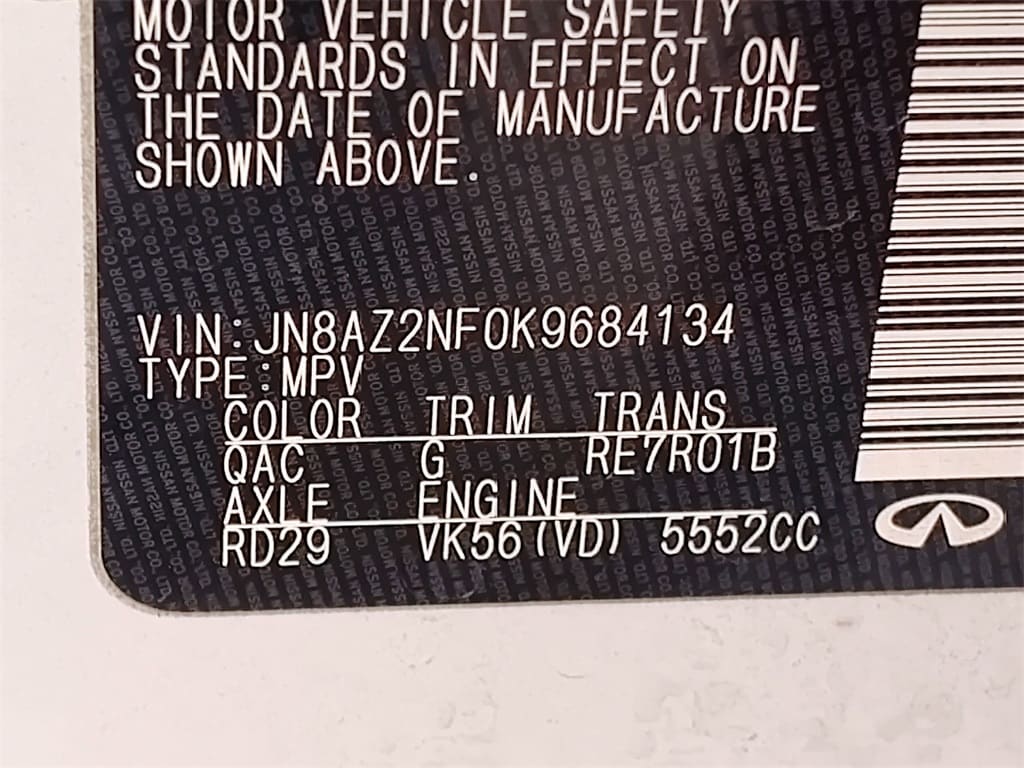 MOTOR VEHICLE SAFETY
STANDARDS IN EFFECT ON
THE DATE OF MANUFACTURE
SHOWN ABOVE.
VIN:JN8AZ2NF0K9684134
TYPE:MPV
COLOR TRIM TRANS
QAC G RE7R01B
AXLE ENGINE
RD29 VK56(VD) 5552CC